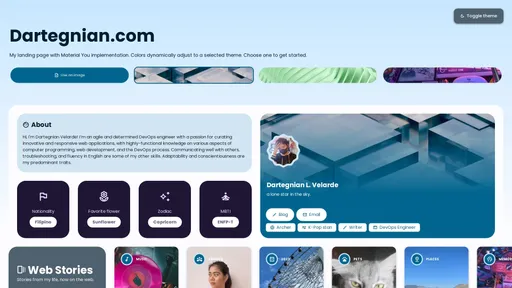 Toggle theme
Dartegnian.com
My landing page with Material You implementation. Colors dynamically adjust to a selected theme. Choose one to get started.
Use an image
About
Hi, I'm Dartegnian Velarde! I'm an agile and determined DevOps engineer with a passion for curating
innovative and responsive web applications, with highly-functional knowledge on various aspects of
computer programming, web development, and the DevOps process. Communicating well with others,
troubleshooting, and fluency in English are some of my other skills. Adaptability and conscientiousness are
my predominant traits.
Dartegnian L. Velarde
a lone star in the sky.
Blog
Email
Archer
K-Pop stan
Writer
DevOps Engineer
Nationality
Filipino
Favorite flower
Sunflower
Zodiac
Capricorn
MBTI
ENFP-T
Web Stories
Stories from my life, now on the web.
MUSIC
PETS
PLACES